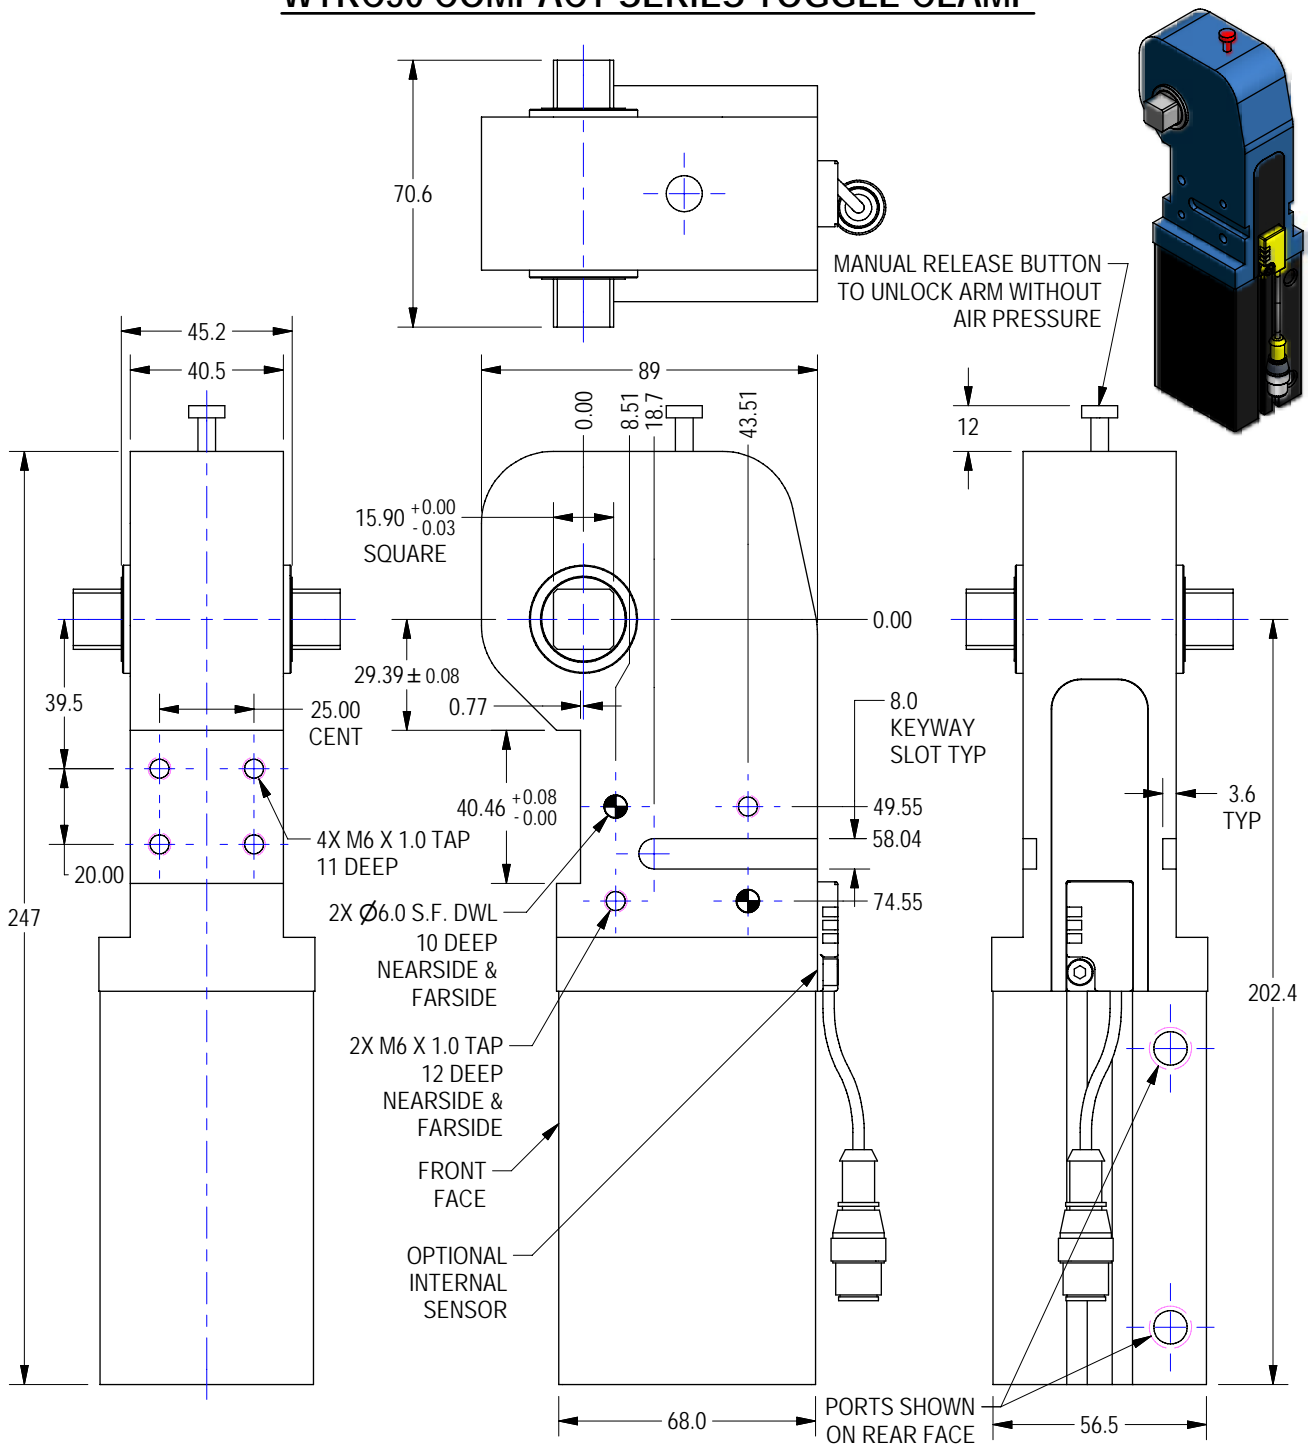 70.6
MANUAL RELEASE BUTTON
TO UNLOCK ARM WITHOUT
AIR PRESSURE
45.2
40.5
89
12
0.00
8.51
18.7
43.51
15.90 +0.00
- 0.03
SQUARE
0.00
29.39 ± 0.08
0.77
39.5
25.00
CENT
8.0
KEYWAY
SLOT TYP
40.46 +0.08
-0.00
49.55
58.04
74.55
3.6
TYP
4X M6 X 1.0 TAP
11 DEEP
20.00
247
2X Ø6.0 S.F. DWL
10 DEEP
NEARSIDE &
FARSIDE
202.4
2X M6 X 1.0 TAP
12 DEEP
NEARSIDE &
FARSIDE
FRONT
FACE
OPTIONAL
INTERNAL
SENSOR
68.0
PORTS SHOWN
ON REAR FACE
56.5